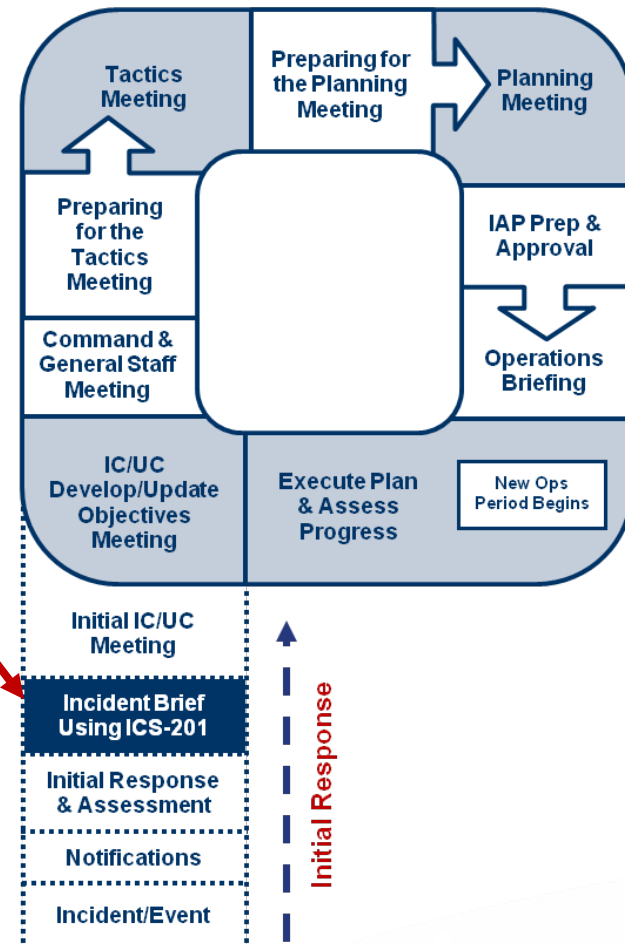 Tactics
Meeting
Preparing for
the Planning
Meeting
Planning
Meeting
Preparing
for the
Tactics
Meeting
IAP Prep &
Approval
Command &
General Staff
Meeting
Operations
Briefing
IC/UC
Develop/Update
Objectives
Meeting
Execute Plan
& Assess
Progress
New Ops
Period Begins
Initial IC/UC
Meeting
Incident Brief
Using ICS-201
Initial Response
& Assessment
Notifications
Incident/Event
Initial Response